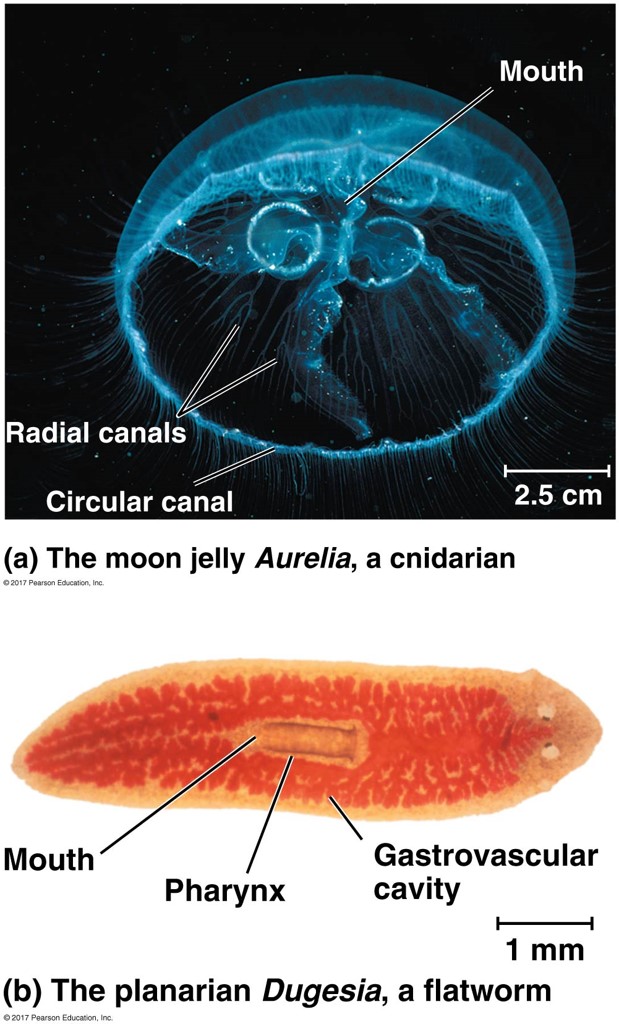 Mouth
Radial canals
Circular canal
2.5 cm
(a) The moon jelly Aurelia, a cnidarian
© 2017 Pearson Education, Inc.
Mouth
Pharynx
Gastrovascular
cavity
1 mm
(b) The planarian Dugesia, a flatworm
© 2017 Pearson Education, Inc.